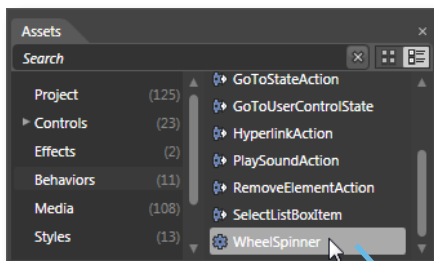 Assets
Search
Project (125)
Controls (23)
Effects (2)
Behaviors (11)
Media (108)
Styles (13)
GoToStateAction
GoToUserControlState
HyperlinkAction
PlaySoundAction
RemoveElementAction
SelectListBoxItem
WheelSpinner